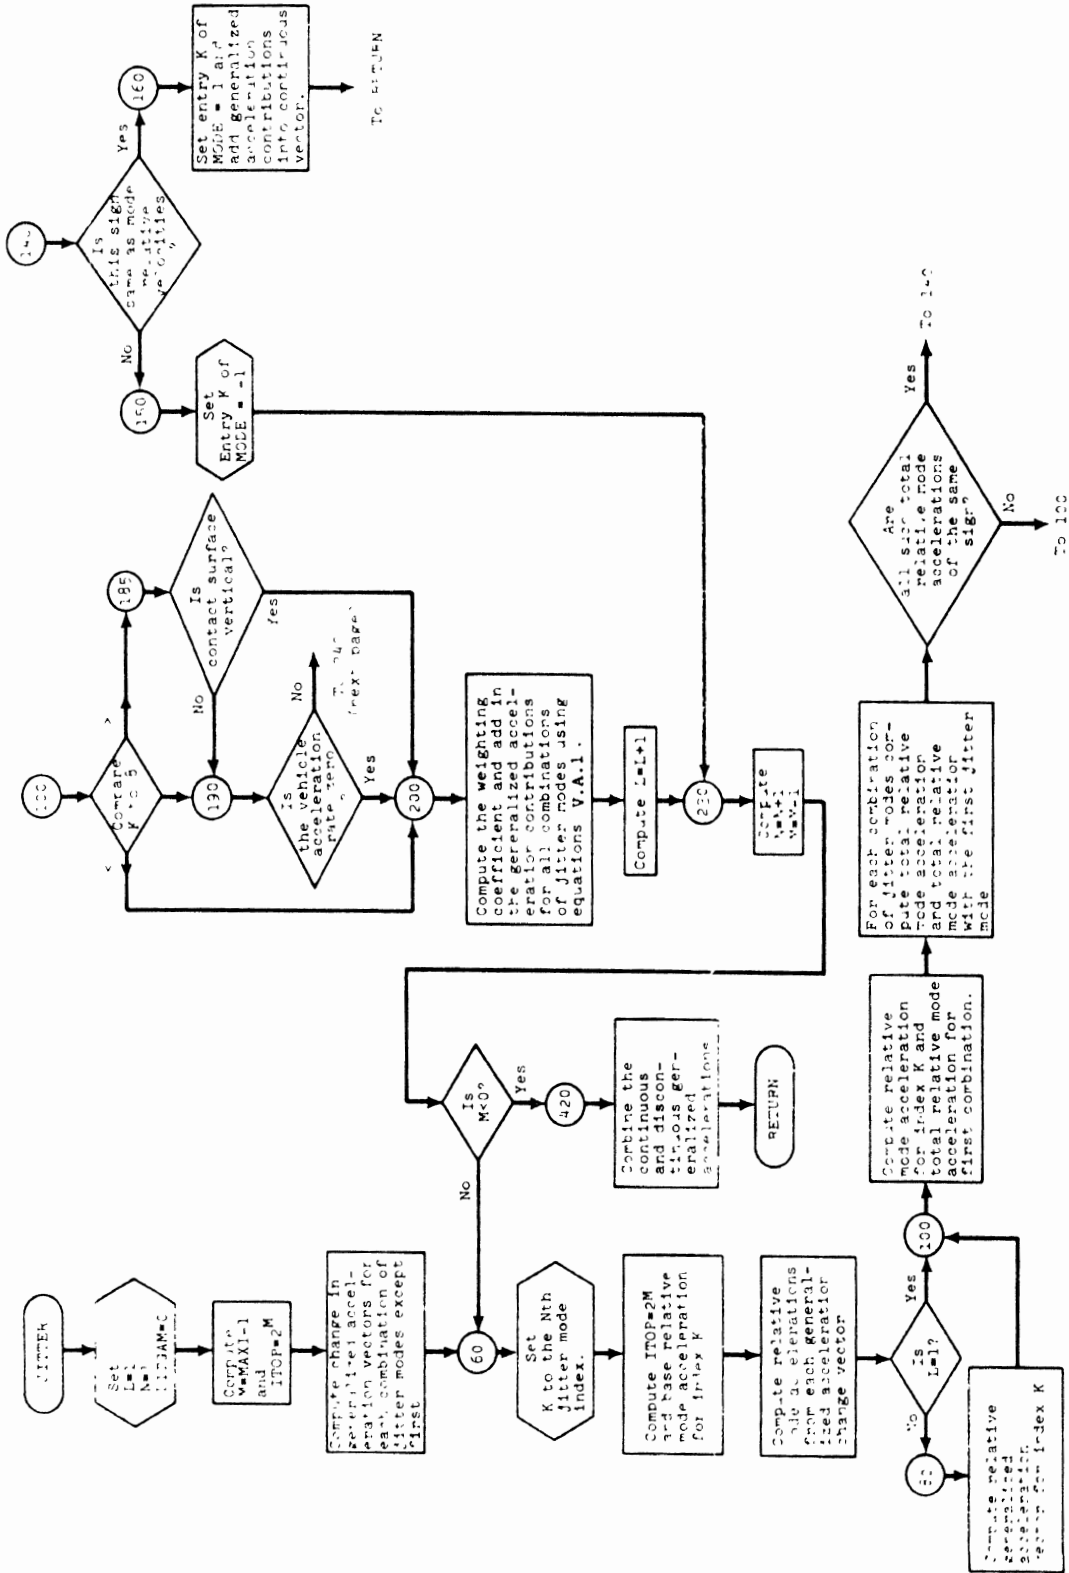 JITTER
Set
L=1
Compute
M=MAXI-1
and
ITOP=2M
Compute change in
generalized accel-
eration vectors for
each combination of
jitter modes except
first
60
Set
K to the Nth
jitter mode
index.
Compute ITOP=2M
and base relative
mode acceleration
for index K
Compute relative
mode accelerations
from each general-
ized acceleration
change vector
Is
L=1?
No
Yes
100
Compute relative
generalized
acceleration
vector for index K
Is
M<0?
No
Yes
420
Combine the
continuous
and discon-
tinuous gen-
eralized
accelerations
RETURN
Compute relative
mode acceleration
for index K and
total relative mode
acceleration for
first combination.
For each combination
of jitter modes com-
pute total relative
mode acceleration
and total relative
mode acceleration
with the first jitter
mode
Are
all such total
relative mode
accelerations
of the same
sign?
Yes
To 140
No
To
Compare
K to
<
>
185
Is
contact surface
vertical?
No
Yes
190
Is
the vehicle
acceleration
rate zero
No
(next page)
Yes
200
Compute the weighting
coefficient and add in
the generalized accel-
eration contributions
for all combinations
of jitter modes using
equations V.A.1.
Compute L=L+1
Compute
N=N+1
M=M-1
140
Is
this sign
same as mode
relative
velocities
?
No
Yes
160
Set
Entry K of
MODE = -1
Set entry K of
MODE = 1 and
add generalized
acceleration
contributions
into continuous
vector.
To RETURN